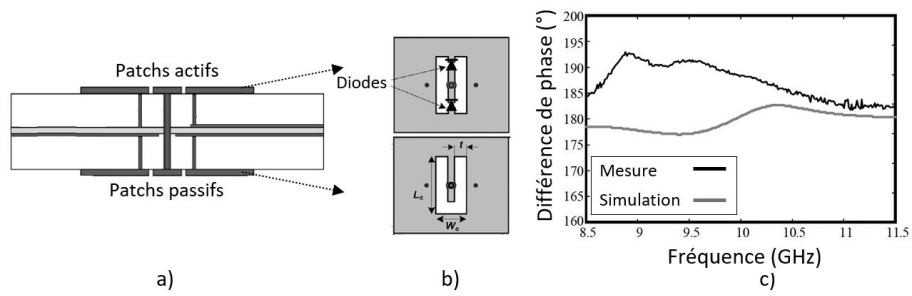 Patchs actifs
Patchs passifs
a)
Diodes
t
Ls
Ws
b)
Différence de phase (°)
200
195
190
185
180
175
170
165
160
Mesure
Simulation
8.5
9
9.5
10
10.5
11
11.5
Fréquence (GHz)
c)